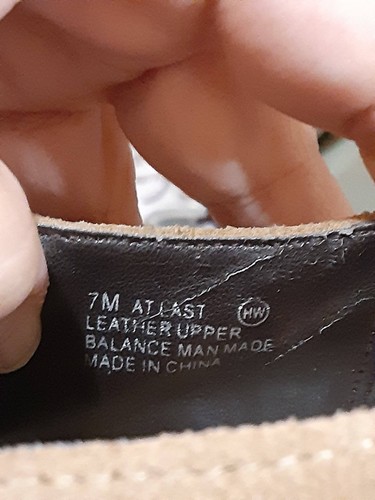 7M AT LAST HW
LEATHER UPPER
BALANCE MAN MADE
MADE IN CHINA